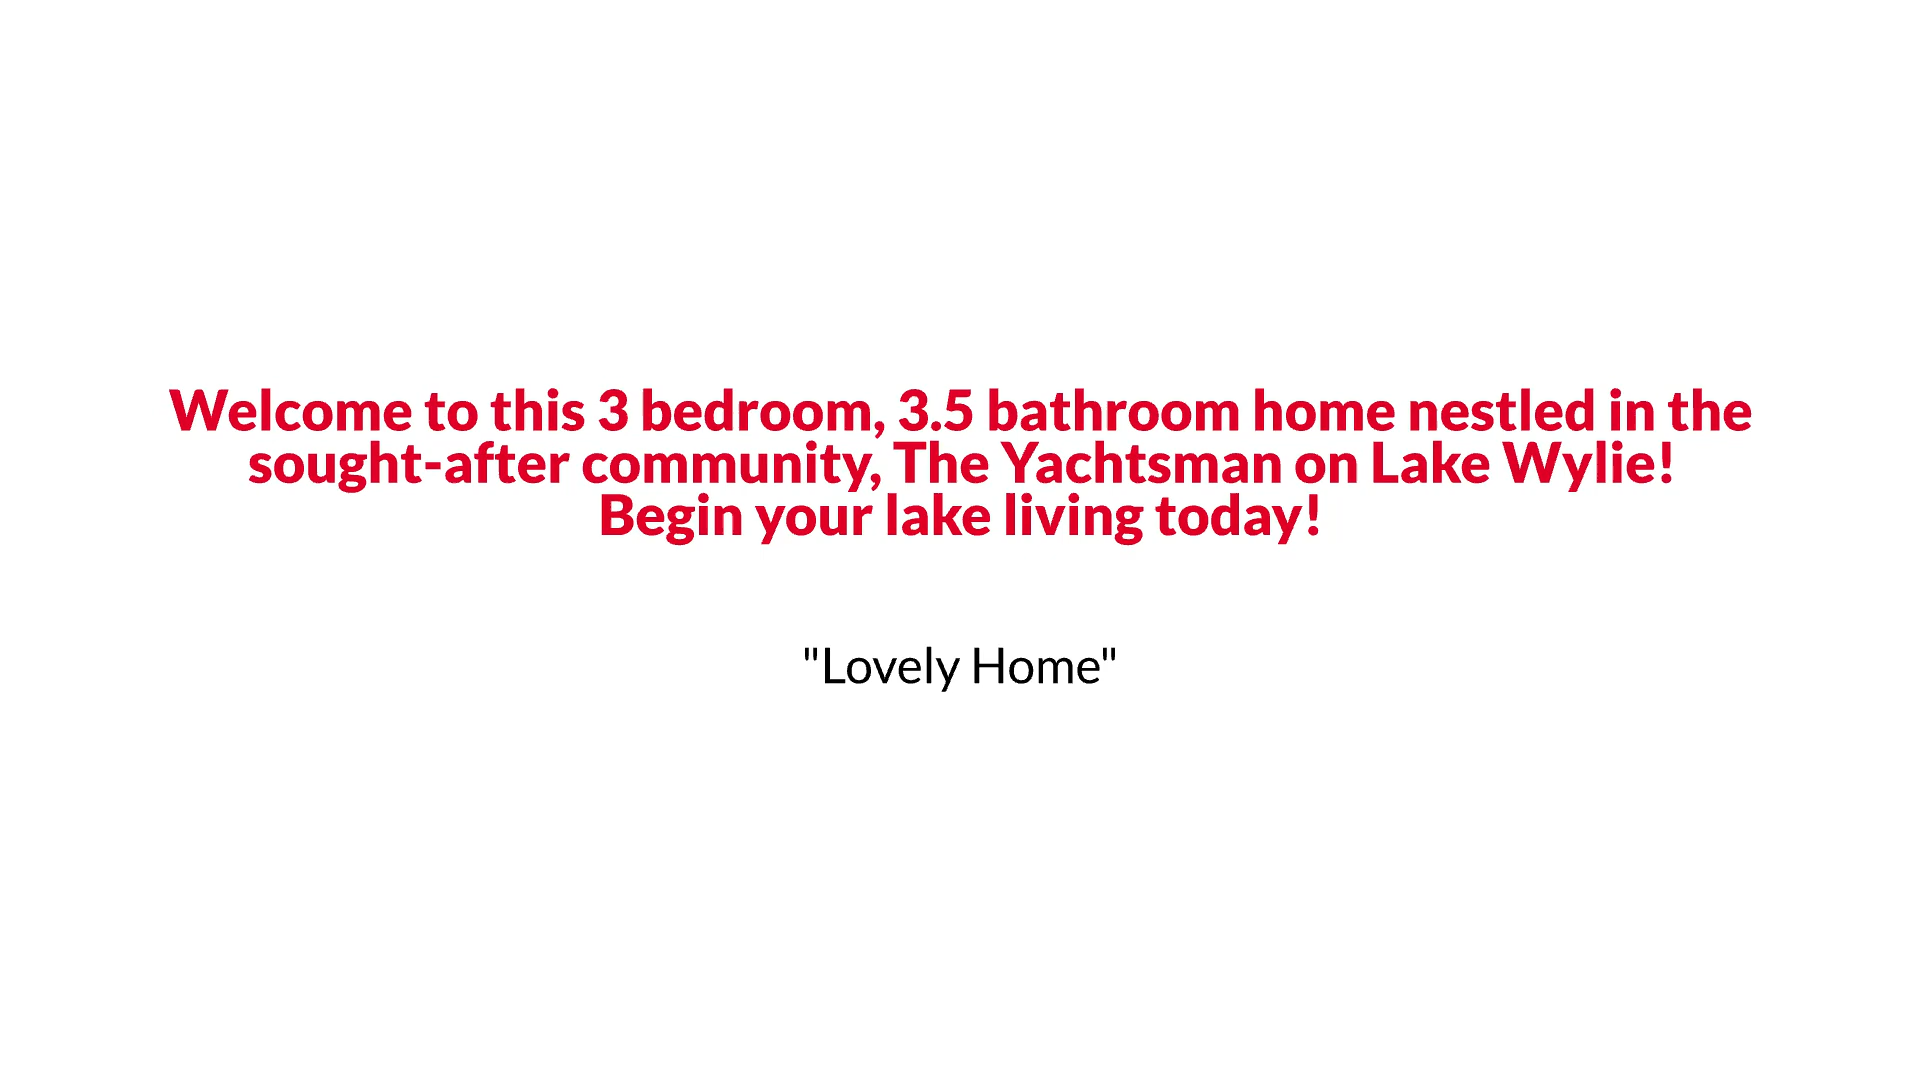 Welcome to this 3 bedroom, 3.5 bathroom home nestled in the
sought-after community, The Yachtsman on Lake Wylie!
Begin your lake living today!
"Lovely Home"